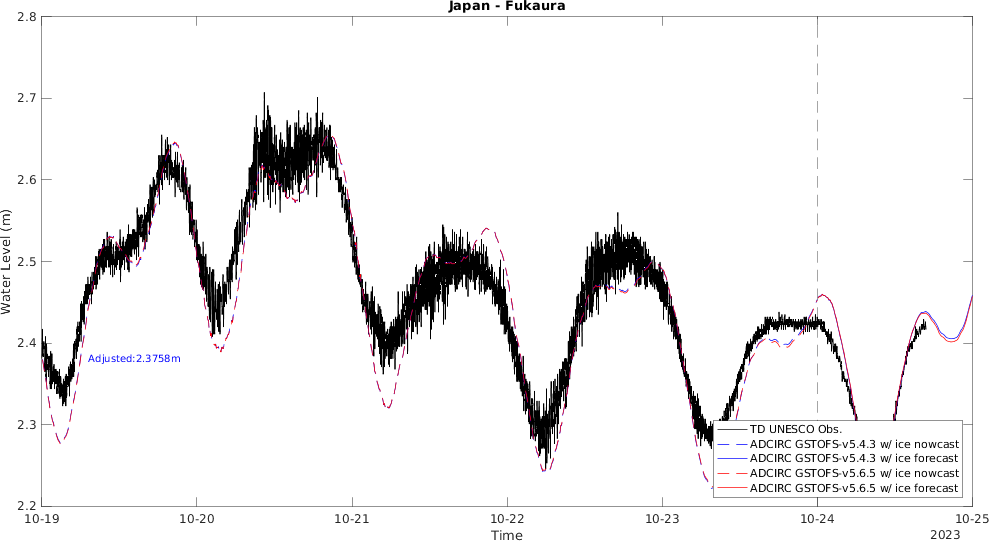 Japan - Fukaura
2.8
2.7
2.6
2.5
2.4
2.3
2.2
Water Level (m)
Adjusted:2.3758m
TD UNESCO Obs.
ADCIRC GSTOFS-v5.4.3 w/ ice nowcast
ADCIRC GSTOFS-v5.4.3 w/ ice forecast
ADCIRC GSTOFS-v5.6.5 w/ ice nowcast
ADCIRC GSTOFS-v5.6.5 w/ ice forecast
10-19 10-20 10-21 10-22 10-23 10-24 10-25
Time
2023